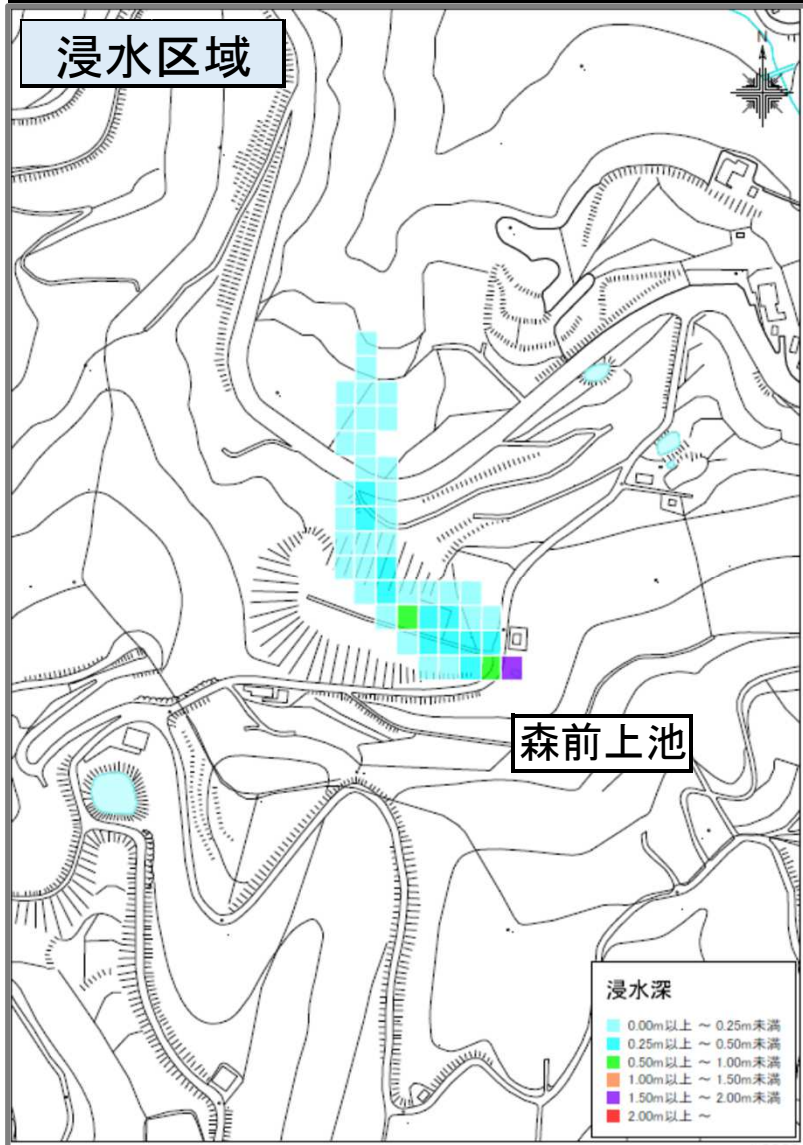 浸水区域
N
森前上池
浸水深
0.00m以上 ～ 0.25m未満
0.25m以上 ～ 0.50m未満
0.50m以上 ～ 1.00m未満
1.00m以上 ～ 1.50m未満
1.50m以上 ～ 2.00m未満
2.00m以上 ～